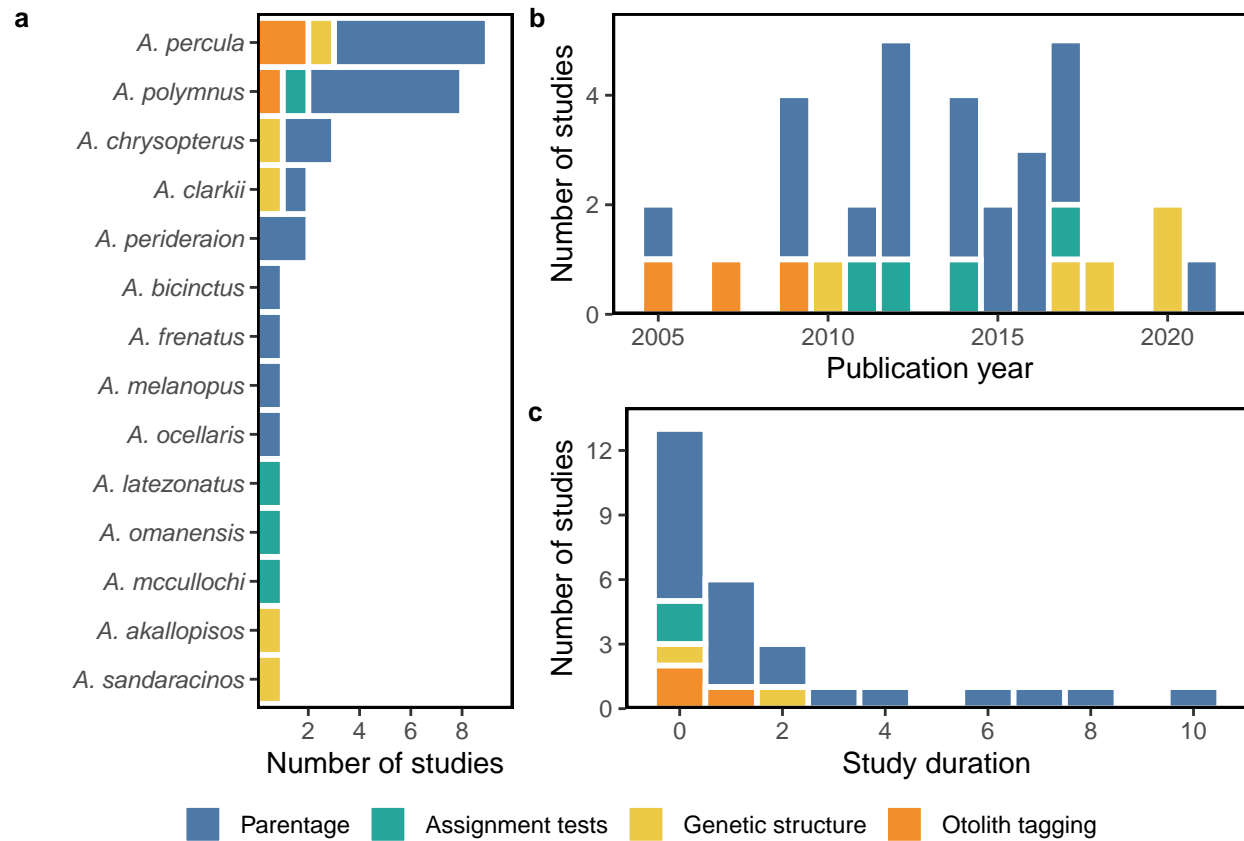 a
A. percula
A. polymnus
A. chrysopterus
A. clarkii
A. perideraion
A. bicinctus
A. frenatus
A. melanopus
A. ocellaris
A. latezonatus
A. omanensis
A. mccullochi
A. akallopisos
A. sandaracinos
2 4 6 8
Number of studies
b
Number of studies
4
2
0
2005 2010 2015 2020
Publication year
c
Number of studies
12
9
6
3
0
0 2 4 6 8 10
Study duration
Parentage Assignment tests Genetic structure Otolith tagging